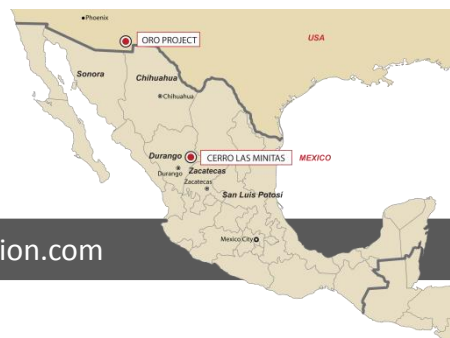 Phoenix
ORO PROJECT
USA
Sonora
Chihuahua
Chihuahua
Durango
CERRO LAS MINITAS
MEXICO
Durango
Zacatecas
Zacatecas
San Luis Potosí
Mexico City
ion.com